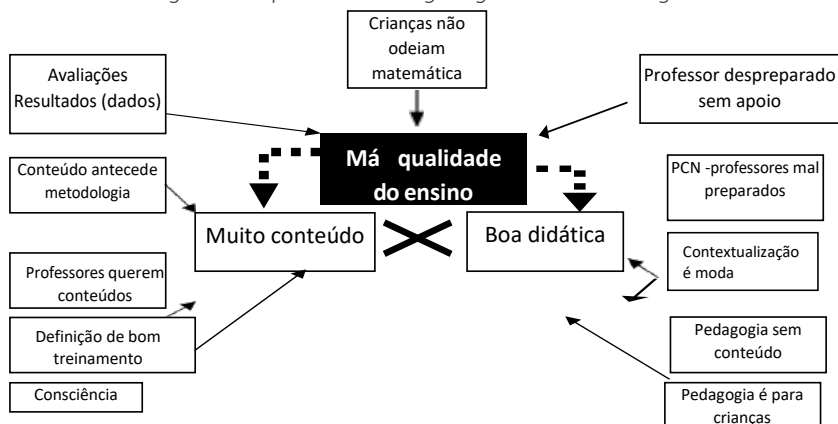 Crianças não
odeiam
matemática
Avaliações
Resultados (dados)
Professor despreparado
sem apoio
Má qualidade
do ensino
Conteúdo antecede
metodologia
PCN -professores mal
preparados
Muito conteúdo
Boa didática
Contextualização
é moda
Professores querem
conteúdos
Definição de bom
treinamento
Pedagogia sem
conteúdo
Consciência
Pedagogia é para
crianças